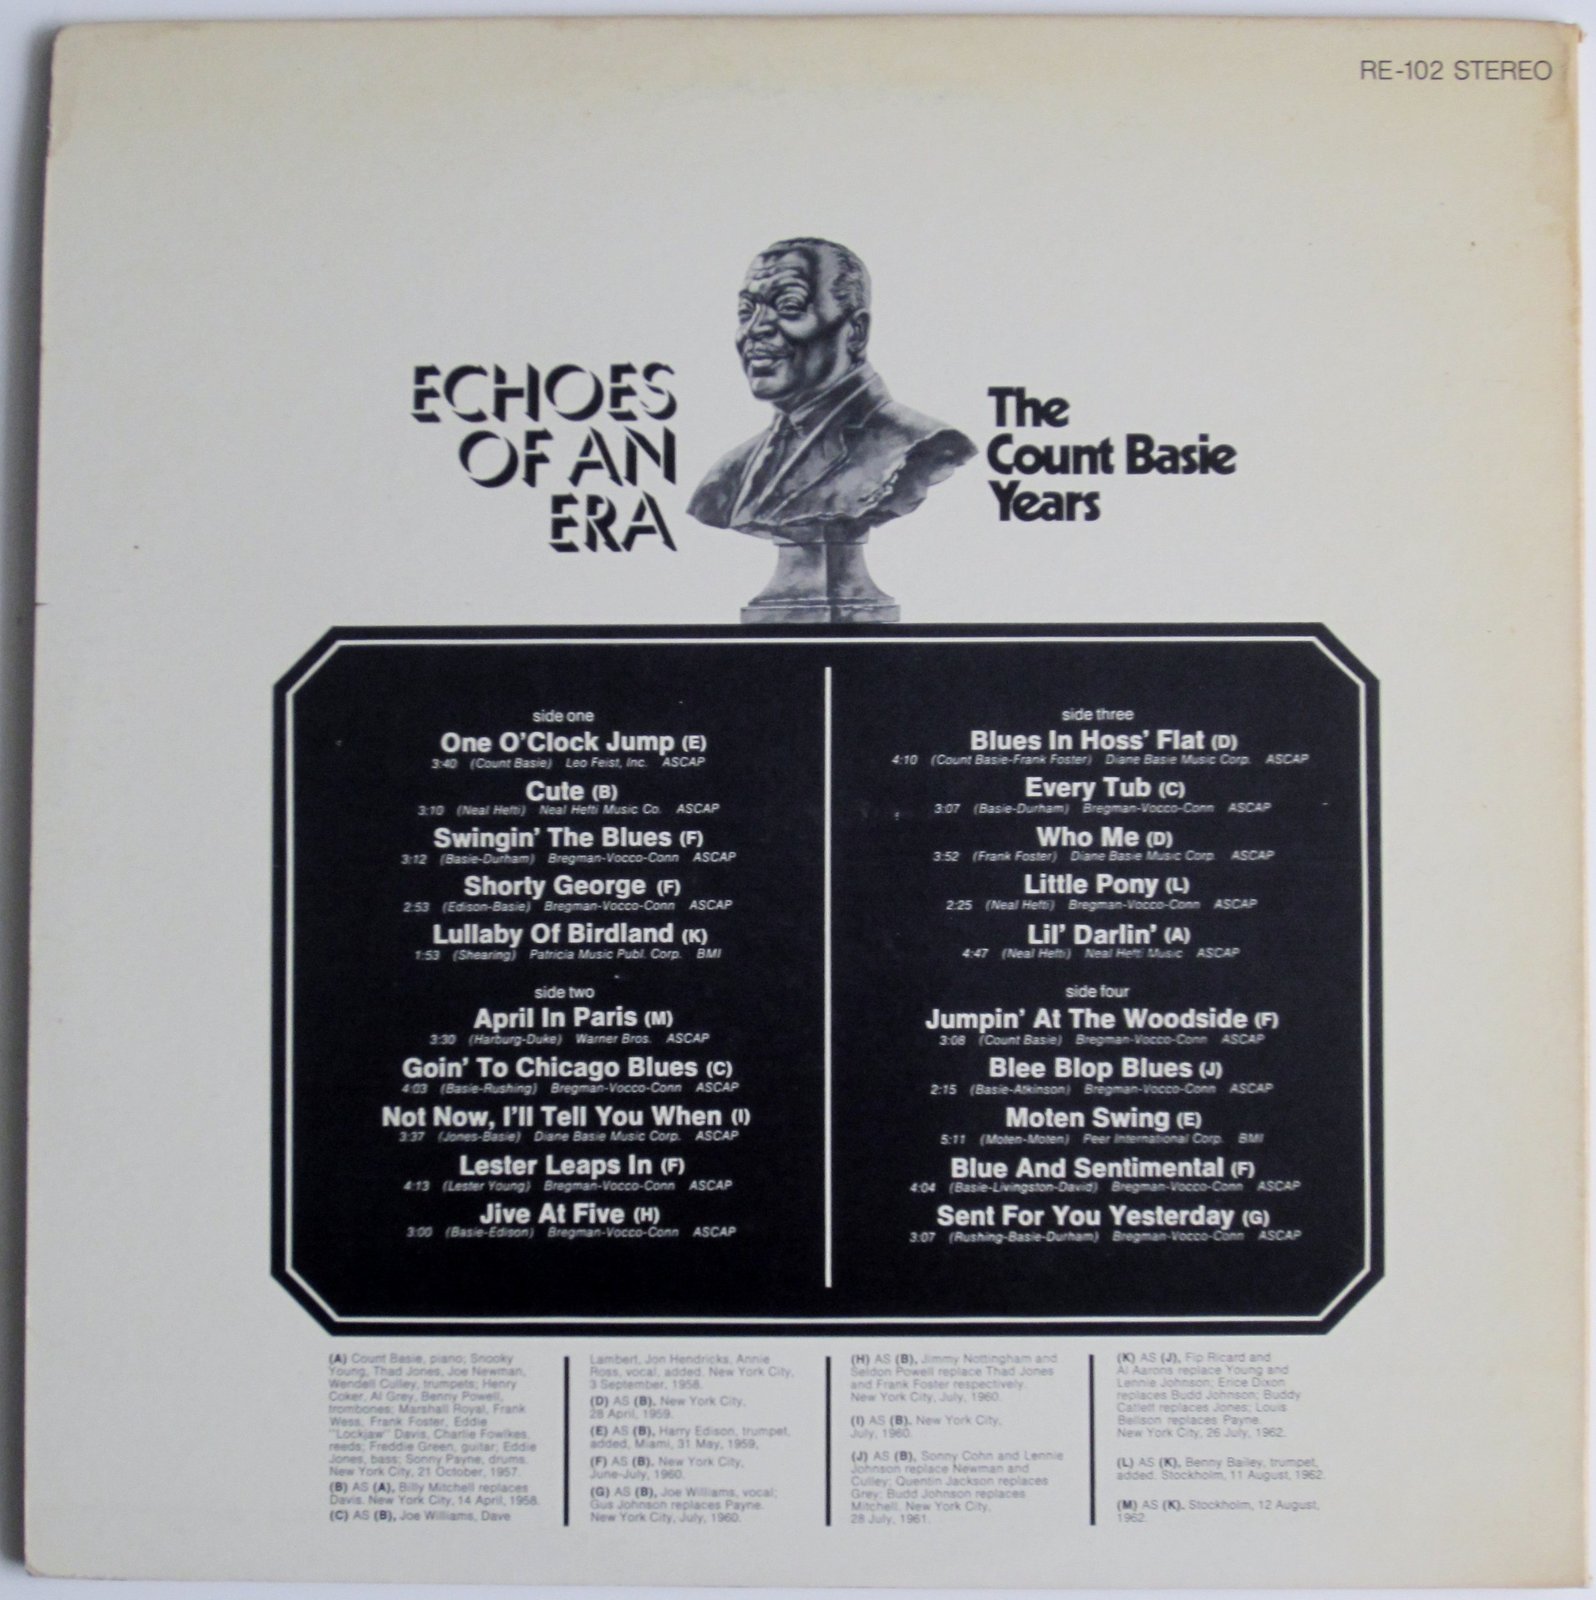 RE-102 STEREO
ECHOES
OF AN
ERA
The
Count Basie
Years
side one
One O'Clock Jump (E)
3:40 (Count Basie) Leo Feist, Inc. ASCAP
Cute (B)
3:10 (Neal Hefti) Neal Hefti Music Co. ASCAP
Swingin' The Blues (F)
3:12 (Basie-Durham) Bregman-Vocco-Conn ASCAP
Shorty George (F)
2:53 (Edison-Basie) Bregman-Vocco-Conn ASCAP
Lullaby Of Birdland (K)
1:53 (Shearing) Patricia Music Publ. Corp. BMI
side two
April In Paris (M)
3:30 (Harburg-Duke) Warner Bros. ASCAP
Goin' To Chicago Blues (C)
4:03 (Basie-Rushing) Bregman-Vocco-Conn ASCAP
Not Now, I'll Tell You When (I)
3:37 (Jones-Basie) Diane Basie Music Corp. ASCAP
Lester Leaps In (F)
4:13 (Lester Young) Bregman-Vocco-Conn ASCAP
Jive At Five (H)
3:00 (Basie-Edison) Bregman-Vocco-Conn ASCAP
side three
Blues In Hoss' Flat (D)
4:10 (Count Basie-Frank Foster) Diane Basie Music Corp. ASCAP
Every Tub (C)
3:07 (Basie-Durham) Bregman-Vocco-Conn ASCAP
Who Me (D)
3:52 (Frank Foster) Diane Basie Music Corp. ASCAP
Little Pony (L)
2:25 (Neal Hefti) Bregman-Vocco-Conn ASCAP
Lil' Darlin' (A)
4:47 (Neal Hefti) Neal Hefti Music ASCAP
side four
Jumpin' At The Woodside (F)
3:08 (Count Basie) Bregman-Vocco-Conn ASCAP
Blee Blop Blues (J)
2:15 (Basie-Atkinson) Bregman-Vocco-Conn ASCAP
Moten Swing (E)
5:11 (Moten-Moten) Peer International Corp. BMI
Blue And Sentimental (F)
4:04 (Basie-Livingston-David) Bregman-Vocco-Conn ASCAP
Sent For You Yesterday (G)
3:07 (Rushing-Basie-Durham) Bregman-Vocco-Conn ASCAP
(A) Count Basie, piano; Snooky
Young, Thad Jones, Joe Newman,
Wendell Culley, trumpets; Henry
Coker, Al Grey, Benny Powell,
trombones; Marshall Royal, Frank
Wess, Frank Foster, Eddie
"Lockjaw" Davis, Charlie Fowlkes,
reeds; Freddie Green, guitar; Eddie
Jones, bass; Sonny Payne, drums.
New York City, 21 October, 1957.
(B) AS (A), Billy Mitchell replaces
Davis. New York City, 14 April, 1958.
(C) AS (B), Joe Williams, Dave
Lambert, Jon Hendricks, Annie
Ross, vocal, added. New York City,
3 September, 1958.
(D) AS (B), New York City,
28 April, 1959.
(E) AS (B), Harry Edison, trumpet,
added, Miami, 31 May, 1959.
(F) AS (B). New York City,
June-July, 1960.
(G) AS (B), Joe Williams, vocal;
Gus Johnson replaces Payne.
New York City, July, 1960.
(H) AS (B), Jimmy Nottingham and
Seldon Powell replace Thad Jones
and Frank Foster respectively.
New York City, July, 1960.
(I) AS (B). New York City,
July, 1960.
(J) AS (B), Sonny Cohn and Lennie
Johnson replace Newman and
Culley; Quentin Jackson replaces
Grey; Budd Johnson replaces
Mitchell. New York City,
28 July, 1961.
(K) AS (J), Fip Ricard and
Al Aarons replace Young and
Lennie Johnson; Erice Dixon
replaces Budd Johnson; Buddy
Catlett replaces Jones; Louis
Bellson replaces Payne.
New York City, 26 July, 1962.
(L) AS (K), Benny Bailey, trumpet,
added. Stockholm, 11 August, 1962.
(M) AS (K). Stockholm, 12 August,
1962.